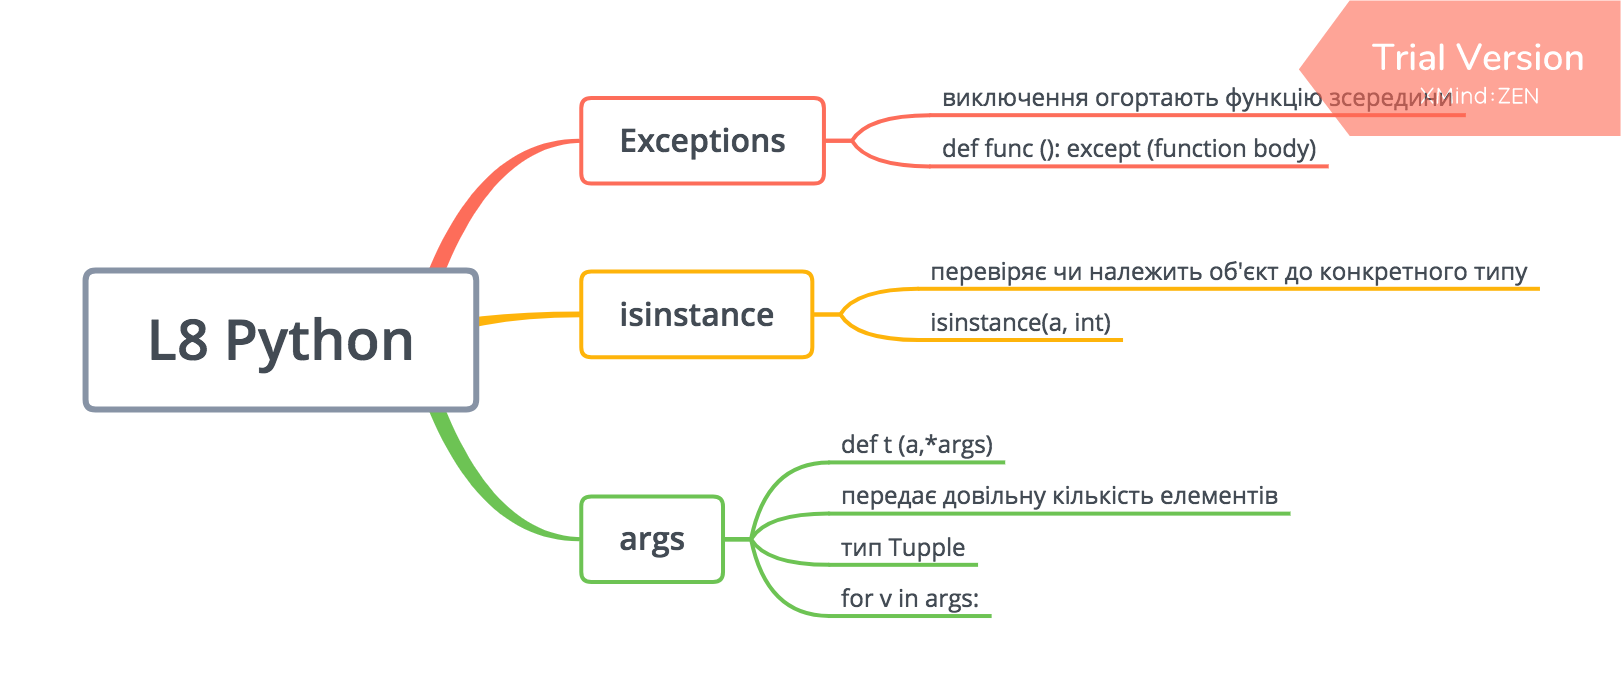 Trial Version
XMind:ZEN
виключення огортають функцію зсередини
Exceptions
def func (): except (function body)
перевіряє чи належить об'єкт до конкретного типу
isinstance
isinstance(a, int)
L8 Python
def t (a,*args)
передає довільну кількість елементів
args
тип Tupple
for v in args: